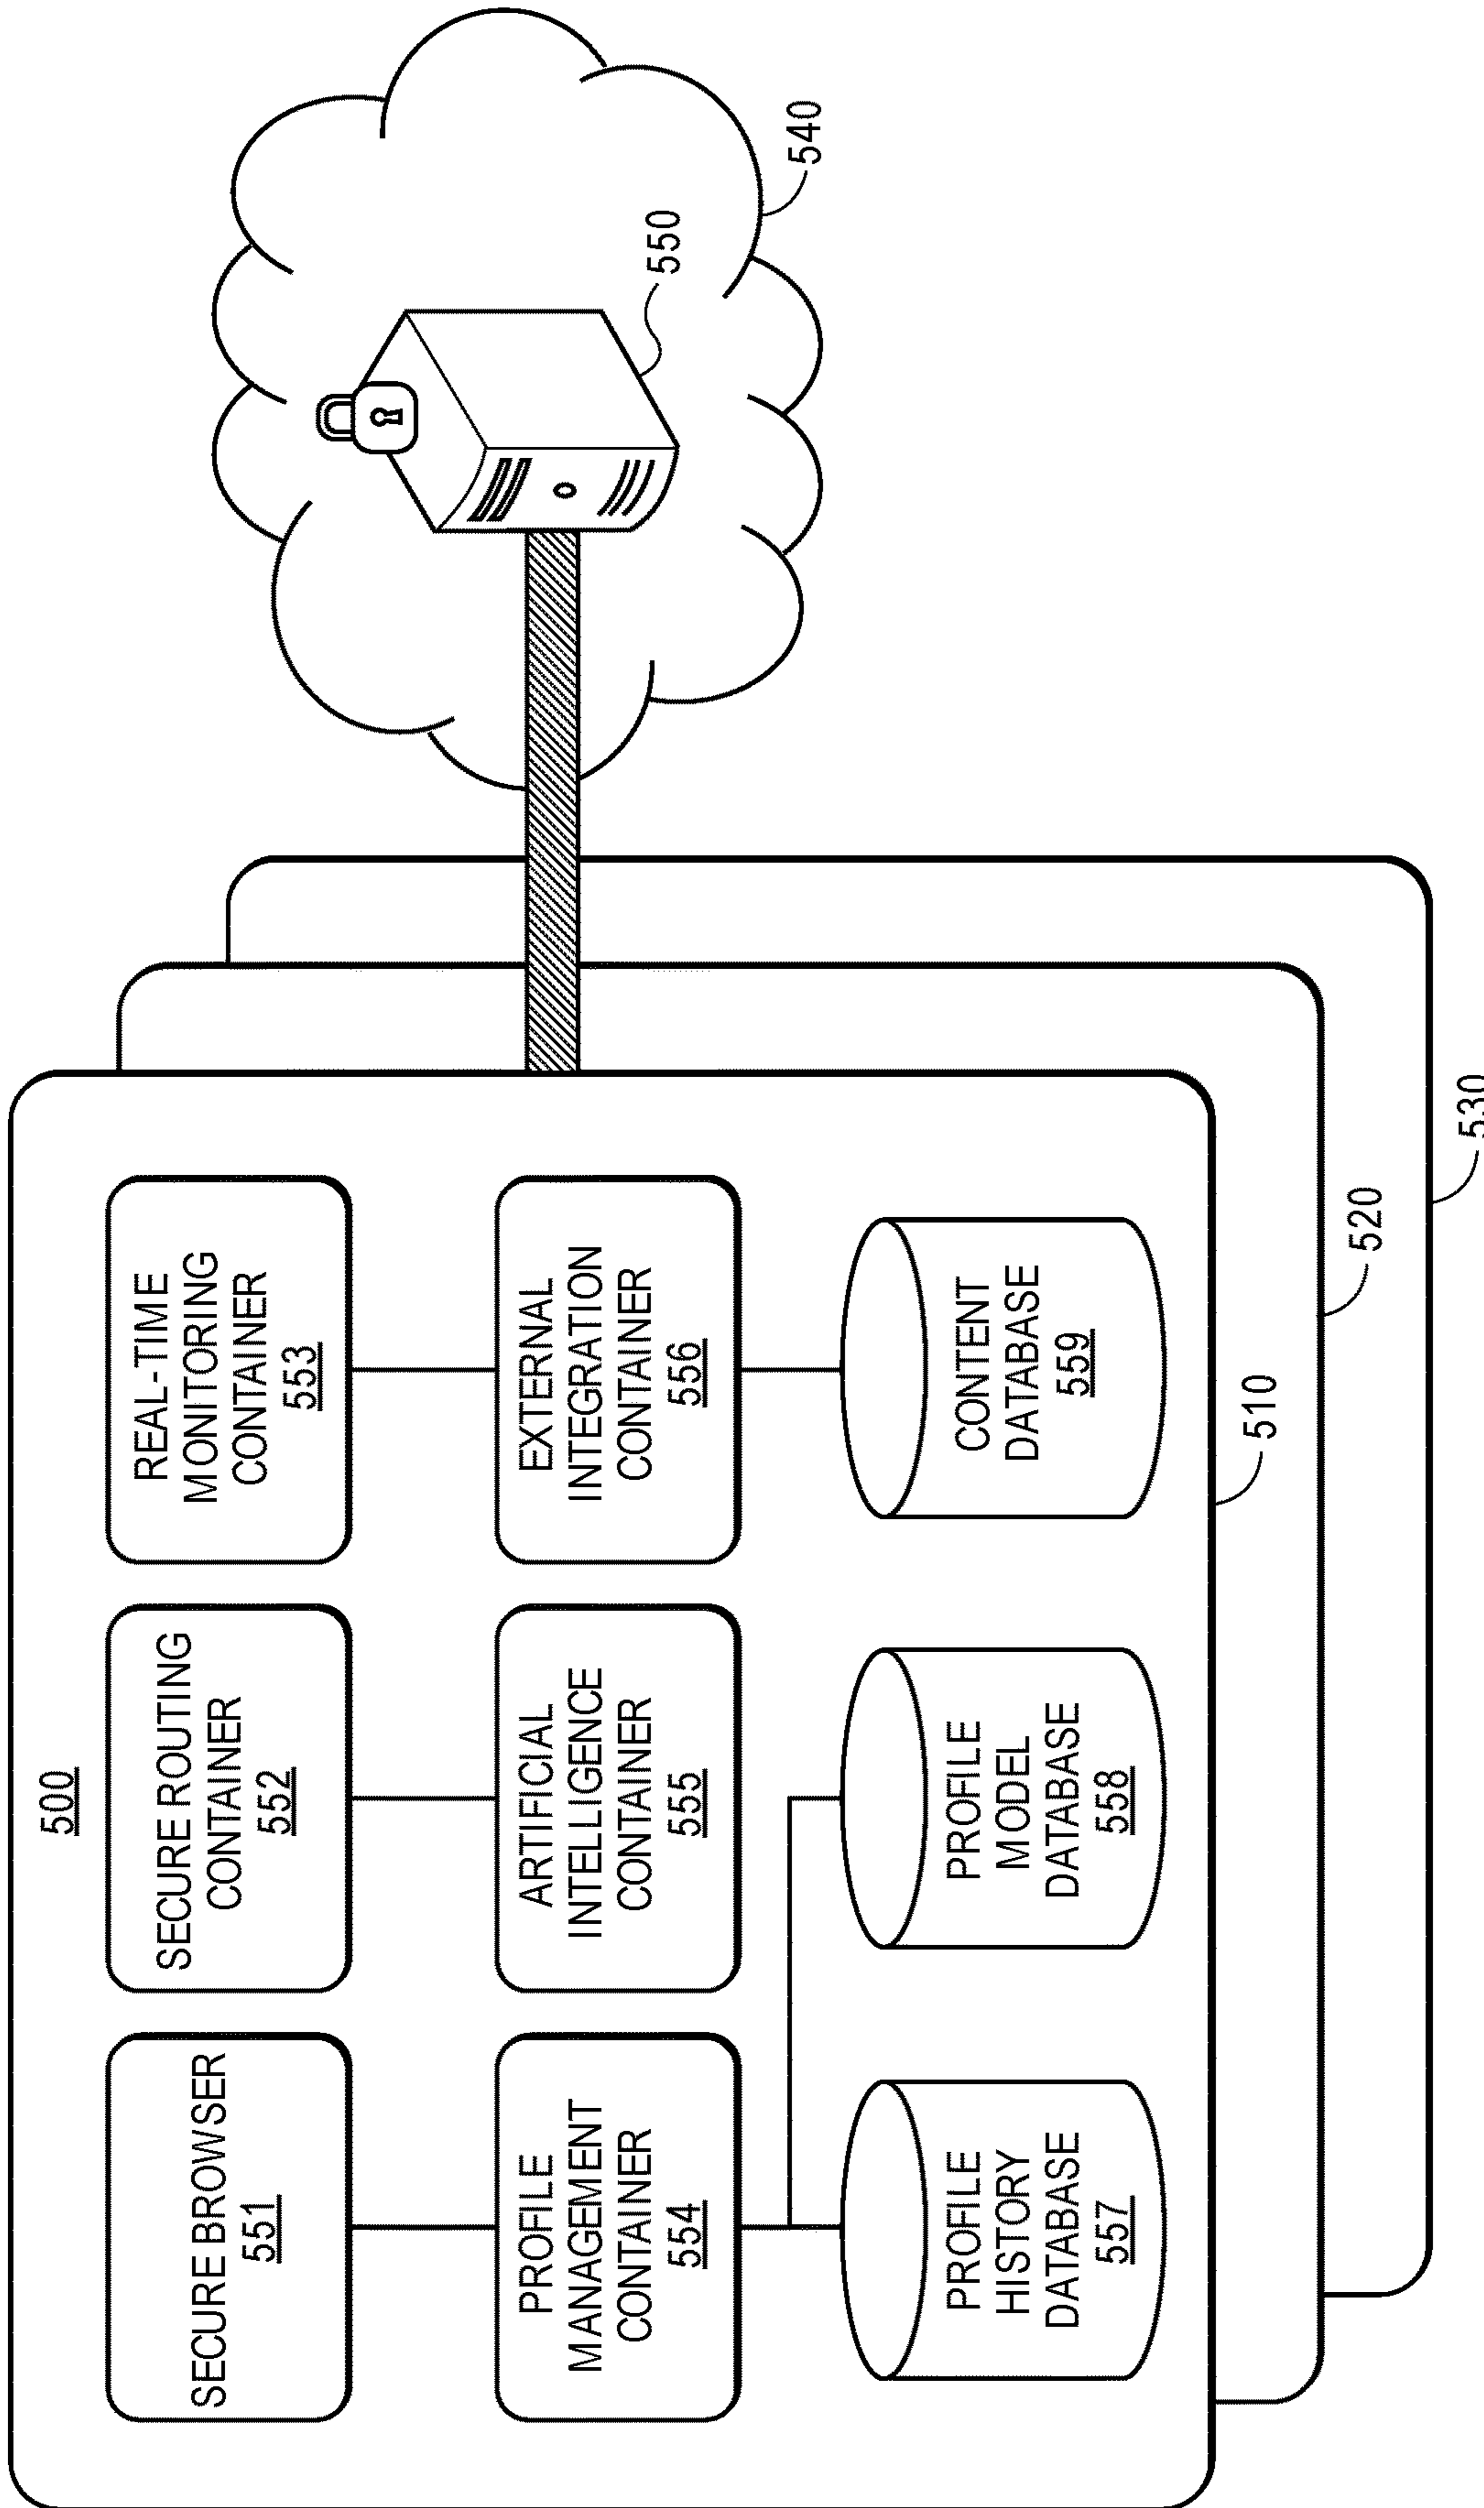 500
SECURE BROWSER
551
SECURE ROUTING
CONTAINER
552
REAL-TIME
MONITORING
CONTAINER
553
PROFILE
MANAGEMENT
CONTAINER
554
ARTIFICIAL
INTELLIGENCE
CONTAINER
555
EXTERNAL
INTEGRATION
CONTAINER
556
PROFILE
HISTORY
DATABASE
557
PROFILE
MODEL
DATABASE
558
CONTENT
DATABASE
559
510
520
530
550
540